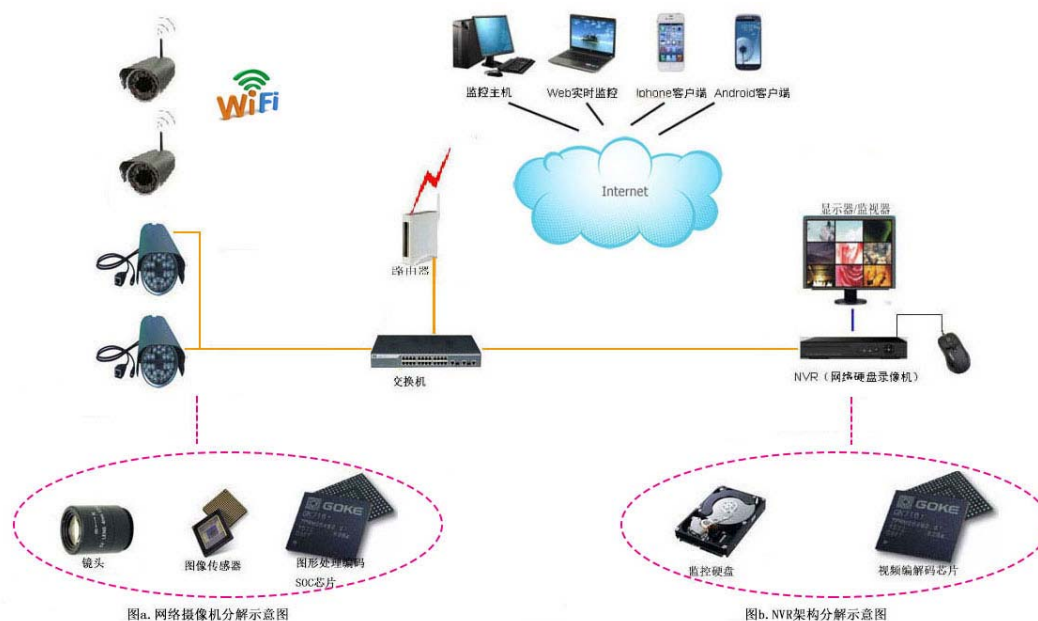 WiFi
监控主机
Web实时监控
Iphone客户端
Android客户端
Internet
显示器/监视器
路由器
交换机
NVR（网络硬盘录像机）
GOKE
镜头
图像传感器
图形处理编码
SOC芯片
GOKE
监控硬盘
视频编解码芯片
图a.网络摄像机分解示意图
图b.NVR架构分解示意图